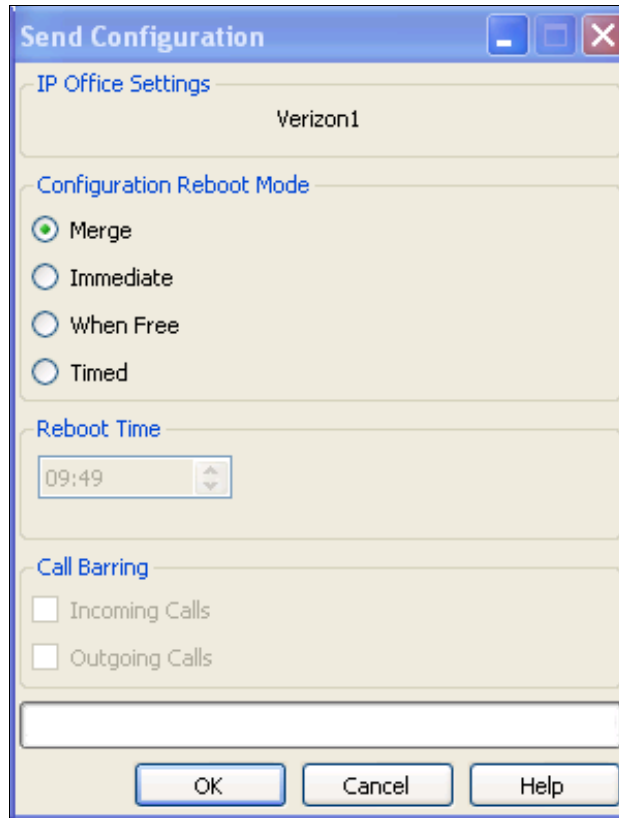 Send Configuration
IP Office Settings
Verizon1
Configuration Reboot Mode
Merge
Immediate
When Free
Timed
Reboot Time
09:49
Call Barring
Incoming Calls
Outgoing Calls
OK Cancel Help